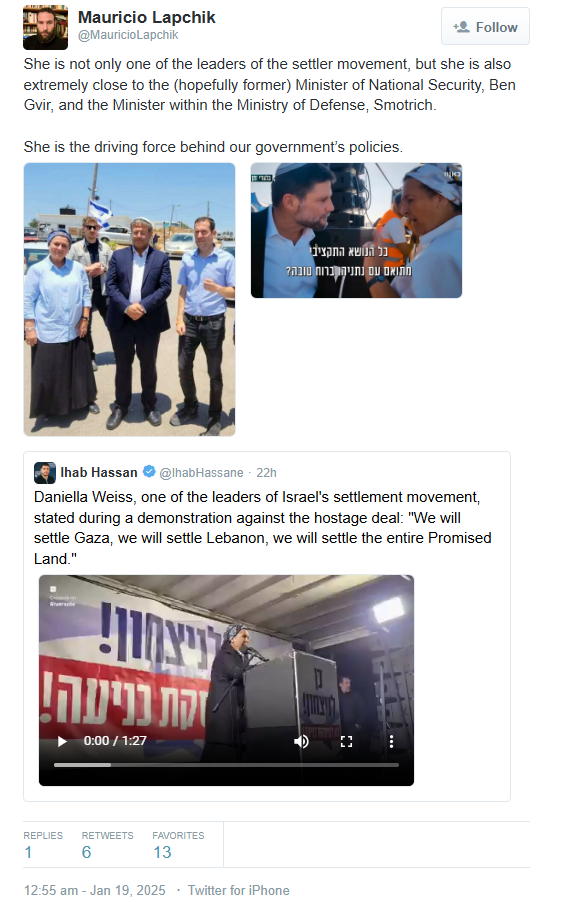 Mauricio Lapchik
@MauricioLapchik
Follow
She is not only one of the leaders of the settler movement, but she is also
extremely close to the (hopefully former) Minister of National Security, Ben
Gvir, and the Minister within the Ministry of Defense, Smotrich.
She is the driving force behind our government’s policies.
כאן
כל הנושא התקציבי
מתואם עם נתניהו ברוח טובה?
Ihab Hassan @IhabHassane · 22h
Daniella Weiss, one of the leaders of Israel's settlement movement,
stated during a demonstration against the hostage deal: "We will
settle Gaza, we will settle Lebanon, we will settle the entire Promised
Land."
לניצחון!
כניעה!
כן
לניצחון!
0:00 / 1:27
REPLIES RETWEETS FAVORITES
1 6 13
12:55 am - Jan 19, 2025 · Twitter for iPhone